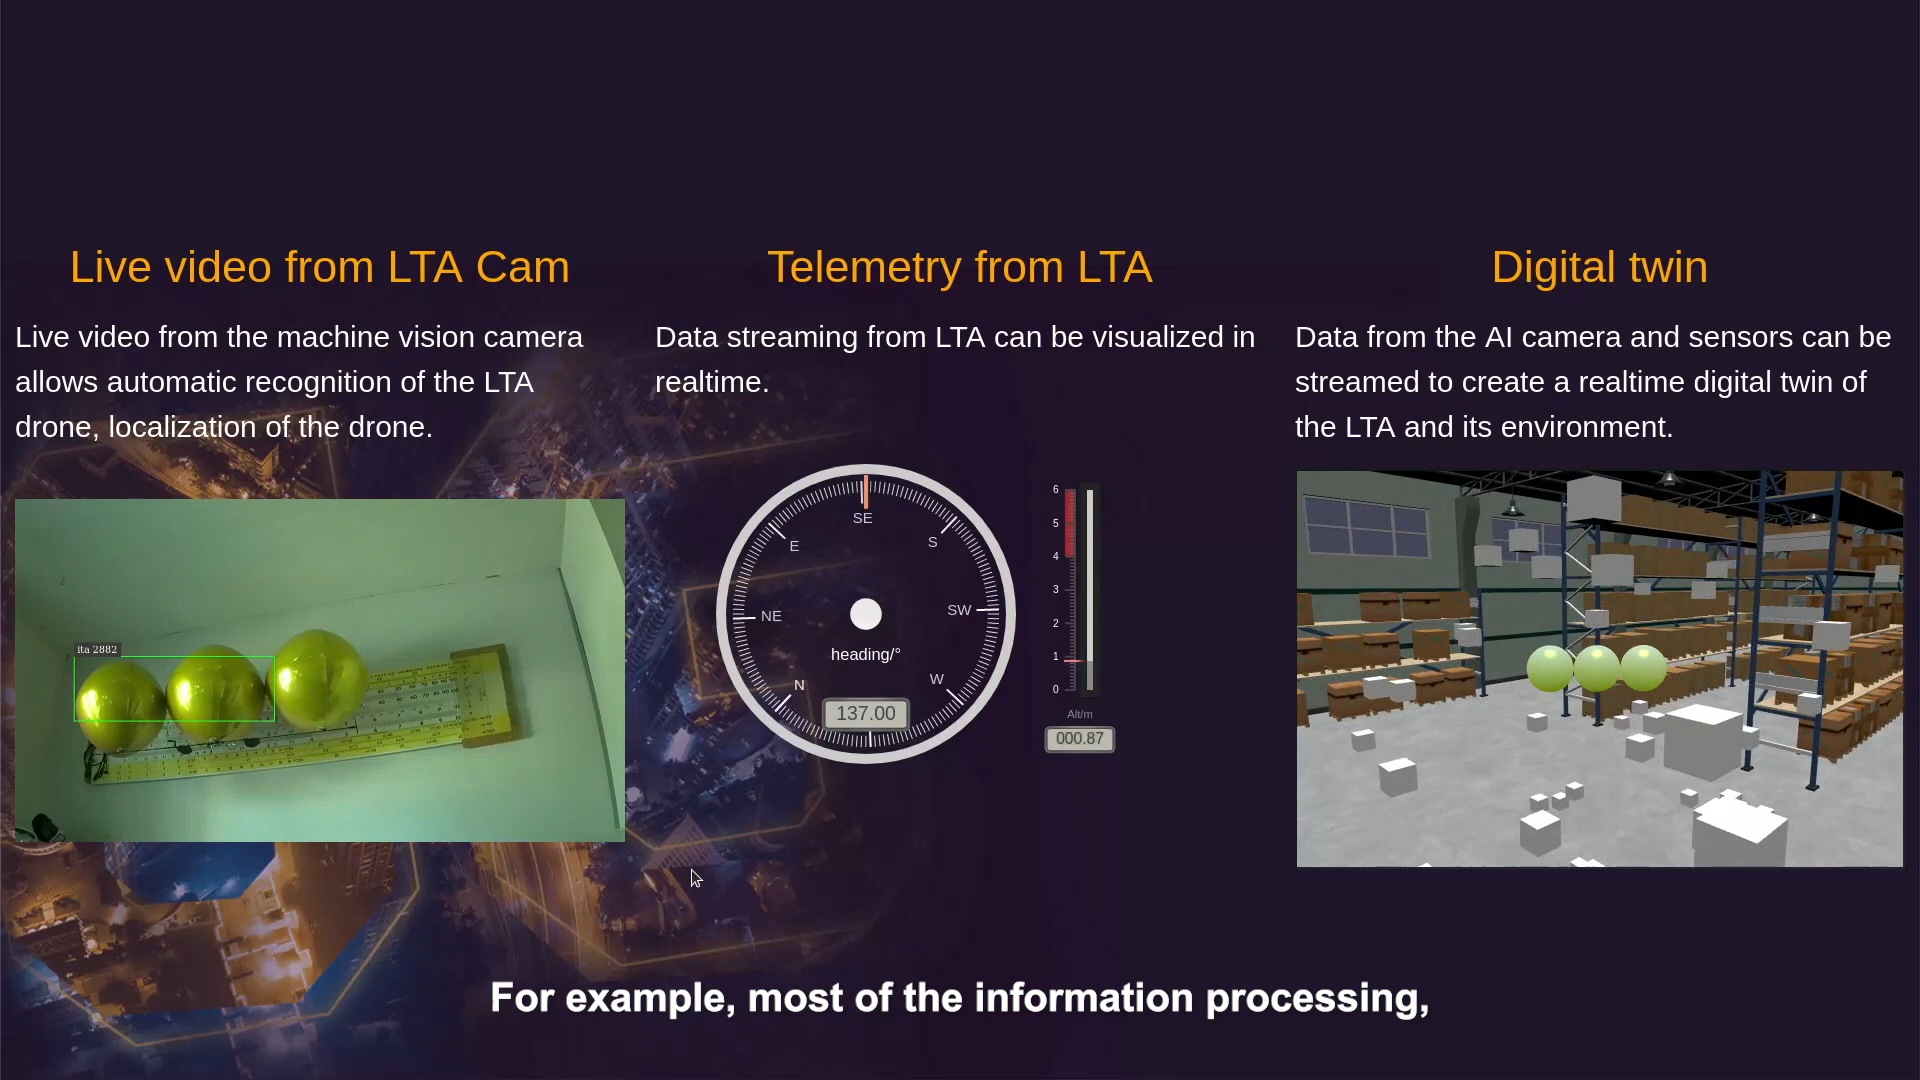 Live video from LTA Cam
Live video from the machine vision camera
allows automatic recognition of the LTA
drone, localization of the drone.
lta 2882
Telemetry from LTA
Data streaming from LTA can be visualized in
realtime.
SE
E
S
NE
SW
heading/°
N
W
137.00
6
5
4
3
2
1
0
Alt/m
000.87
Digital twin
Data from the AI camera and sensors can be
streamed to create a realtime digital twin of
the LTA and its environment.
For example, most of the information processing,